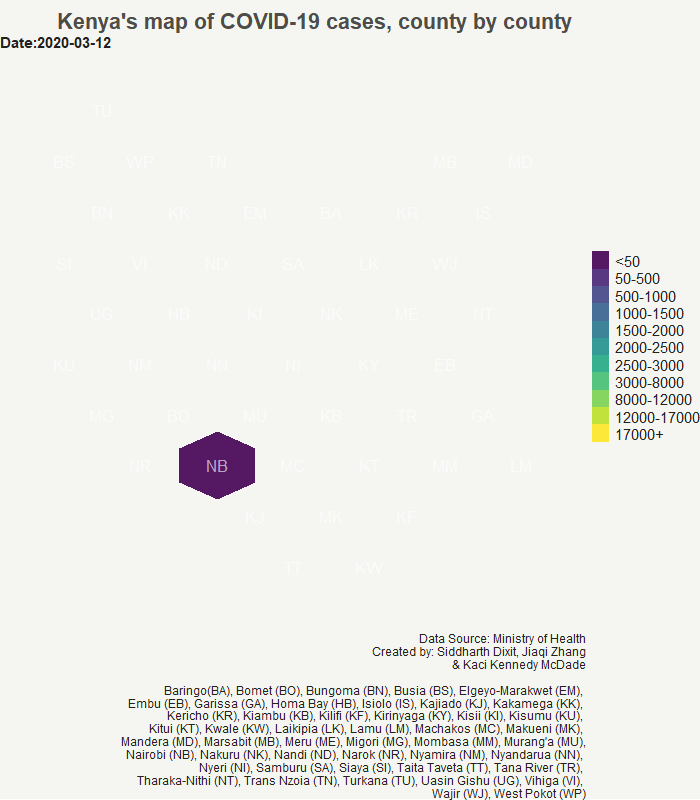 Kenya's map of COVID-19 cases, county by county
Date:2020-03-12
TU
BS WP TN MB MD
BN KK EM BA KR IS
SI VI ND SA LK WJ
UG HB KI NK ME NT
KU NM NN NI KY EB
MG BO MU KB TR GA
NR NB MC KT MM LM
KJ MK KF
TT KW
<50
50-500
500-1000
1000-1500
1500-2000
2000-2500
2500-3000
3000-8000
8000-12000
12000-17000
17000+
Data Source: Ministry of Health
Created by: Siddharth Dixit, Jiaqi Zhang
& Kaci Kennedy McDade
Baringo(BA), Bomet (BO), Bungoma (BN), Busia (BS), Elgeyo-Marakwet (EM),
Embu (EB), Garissa (GA), Homa Bay (HB), Isiolo (IS), Kajiado (KJ), Kakamega (KK),
Kericho (KR), Kiambu (KB), Kilifi (KF), Kirinyaga (KY), Kisii (KI), Kisumu (KU),
Kitui (KT), Kwale (KW), Laikipia (LK), Lamu (LM), Machakos (MC), Makueni (MK),
Mandera (MD), Marsabit (MB), Meru (ME), Migori (MG), Mombasa (MM), Murang'a (MU),
Nairobi (NB), Nakuru (NK), Nandi (ND), Narok (NR), Nyamira (NM), Nyandarua (NN),
Nyeri (NI), Samburu (SA), Siaya (SI), Taita Taveta (TT), Tana River (TR),
Tharaka-Nithi (NT), Trans Nzoia (TN), Turkana (TU), Uasin Gishu (UG), Vihiga (VI),
Wajir (WJ), West Pokot (WP)